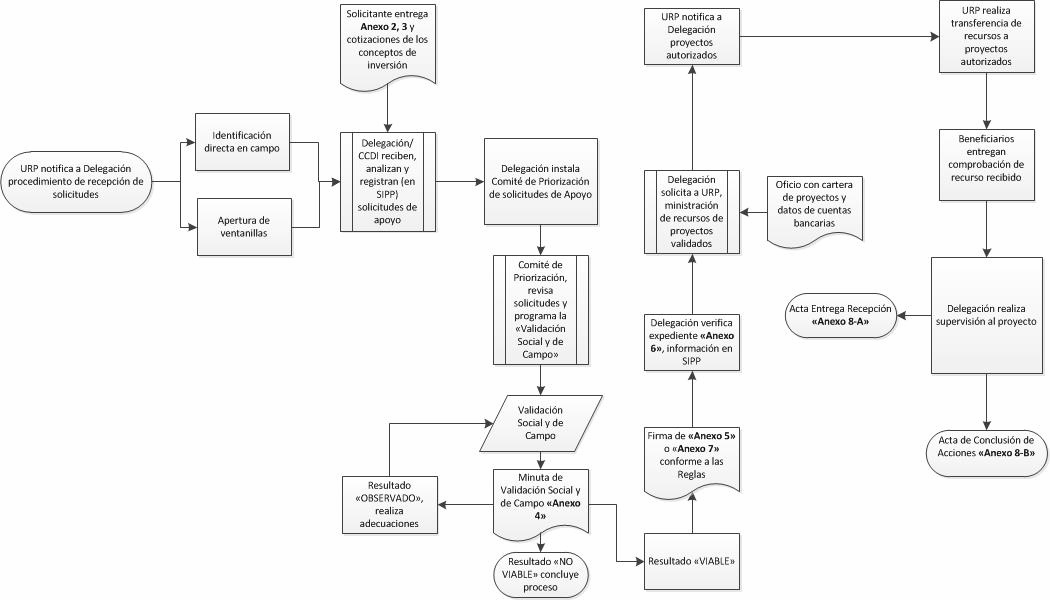 URP notifica a Delegación
procedimiento de recepción de
solicitudes
Identificación
directa en campo
Apertura de
ventanillas
Solicitante entrega
Anexo 2, 3 y
cotizaciones de los
conceptos de
inversión
Delegación/
CCDI reciben,
analizan y
registran (en
SIPP)
solicitudes de
apoyo
Delegación instala
Comité de Priorización
de solicitudes de Apoyo
Comité de
Priorización,
revisa
solicitudes y
programa la
«Validación
Social y de
Campo»
Validación
Social y de
Campo
Minuta de
Validación Social y
de Campo «Anexo
4»
Resultado
«OBSERVADO»,
realiza
adecuaciones
Resultado «NO
VIABLE» concluye
proceso
Resultado «VIABLE»
Firma de «Anexo 5»
o «Anexo 7»
conforme a las
Reglas
Delegación verifica
expediente «Anexo
6», información en
SIPP
Delegación
solicita a URP,
ministración
de recursos de
proyectos
validados
Oficio con cartera
de proyectos y
datos de cuentas
bancarias
URP notifica a
Delegación
proyectos
autorizados
URP realiza
transferencia de
recursos a
proyectos
autorizados
Beneficiarios
entregan
comprobación de
recurso recibido
Delegación realiza
supervisión al proyecto
Acta Entrega Recepción
«Anexo 8-A»
Acta de Conclusión de
Acciones «Anexo 8-B»